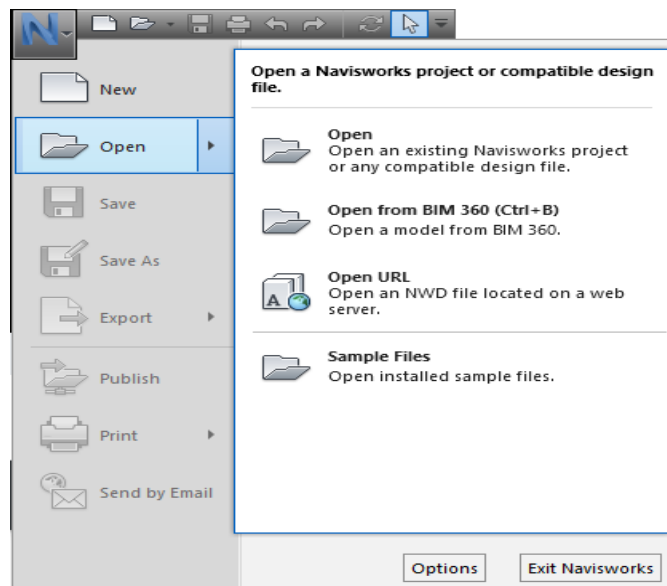 N
New
Open
Save
Save As
Export
Publish
Print
Send by Email
Open a Navisworks project or compatible design
file.
Open
Open an existing Navisworks project
or any compatible design file.
Open from BIM 360 (Ctrl+B)
Open a model from BIM 360.
Open URL
A
Open an NWD file located on a web
server.
Sample Files
Open installed sample files.
Options
Exit Navisworks